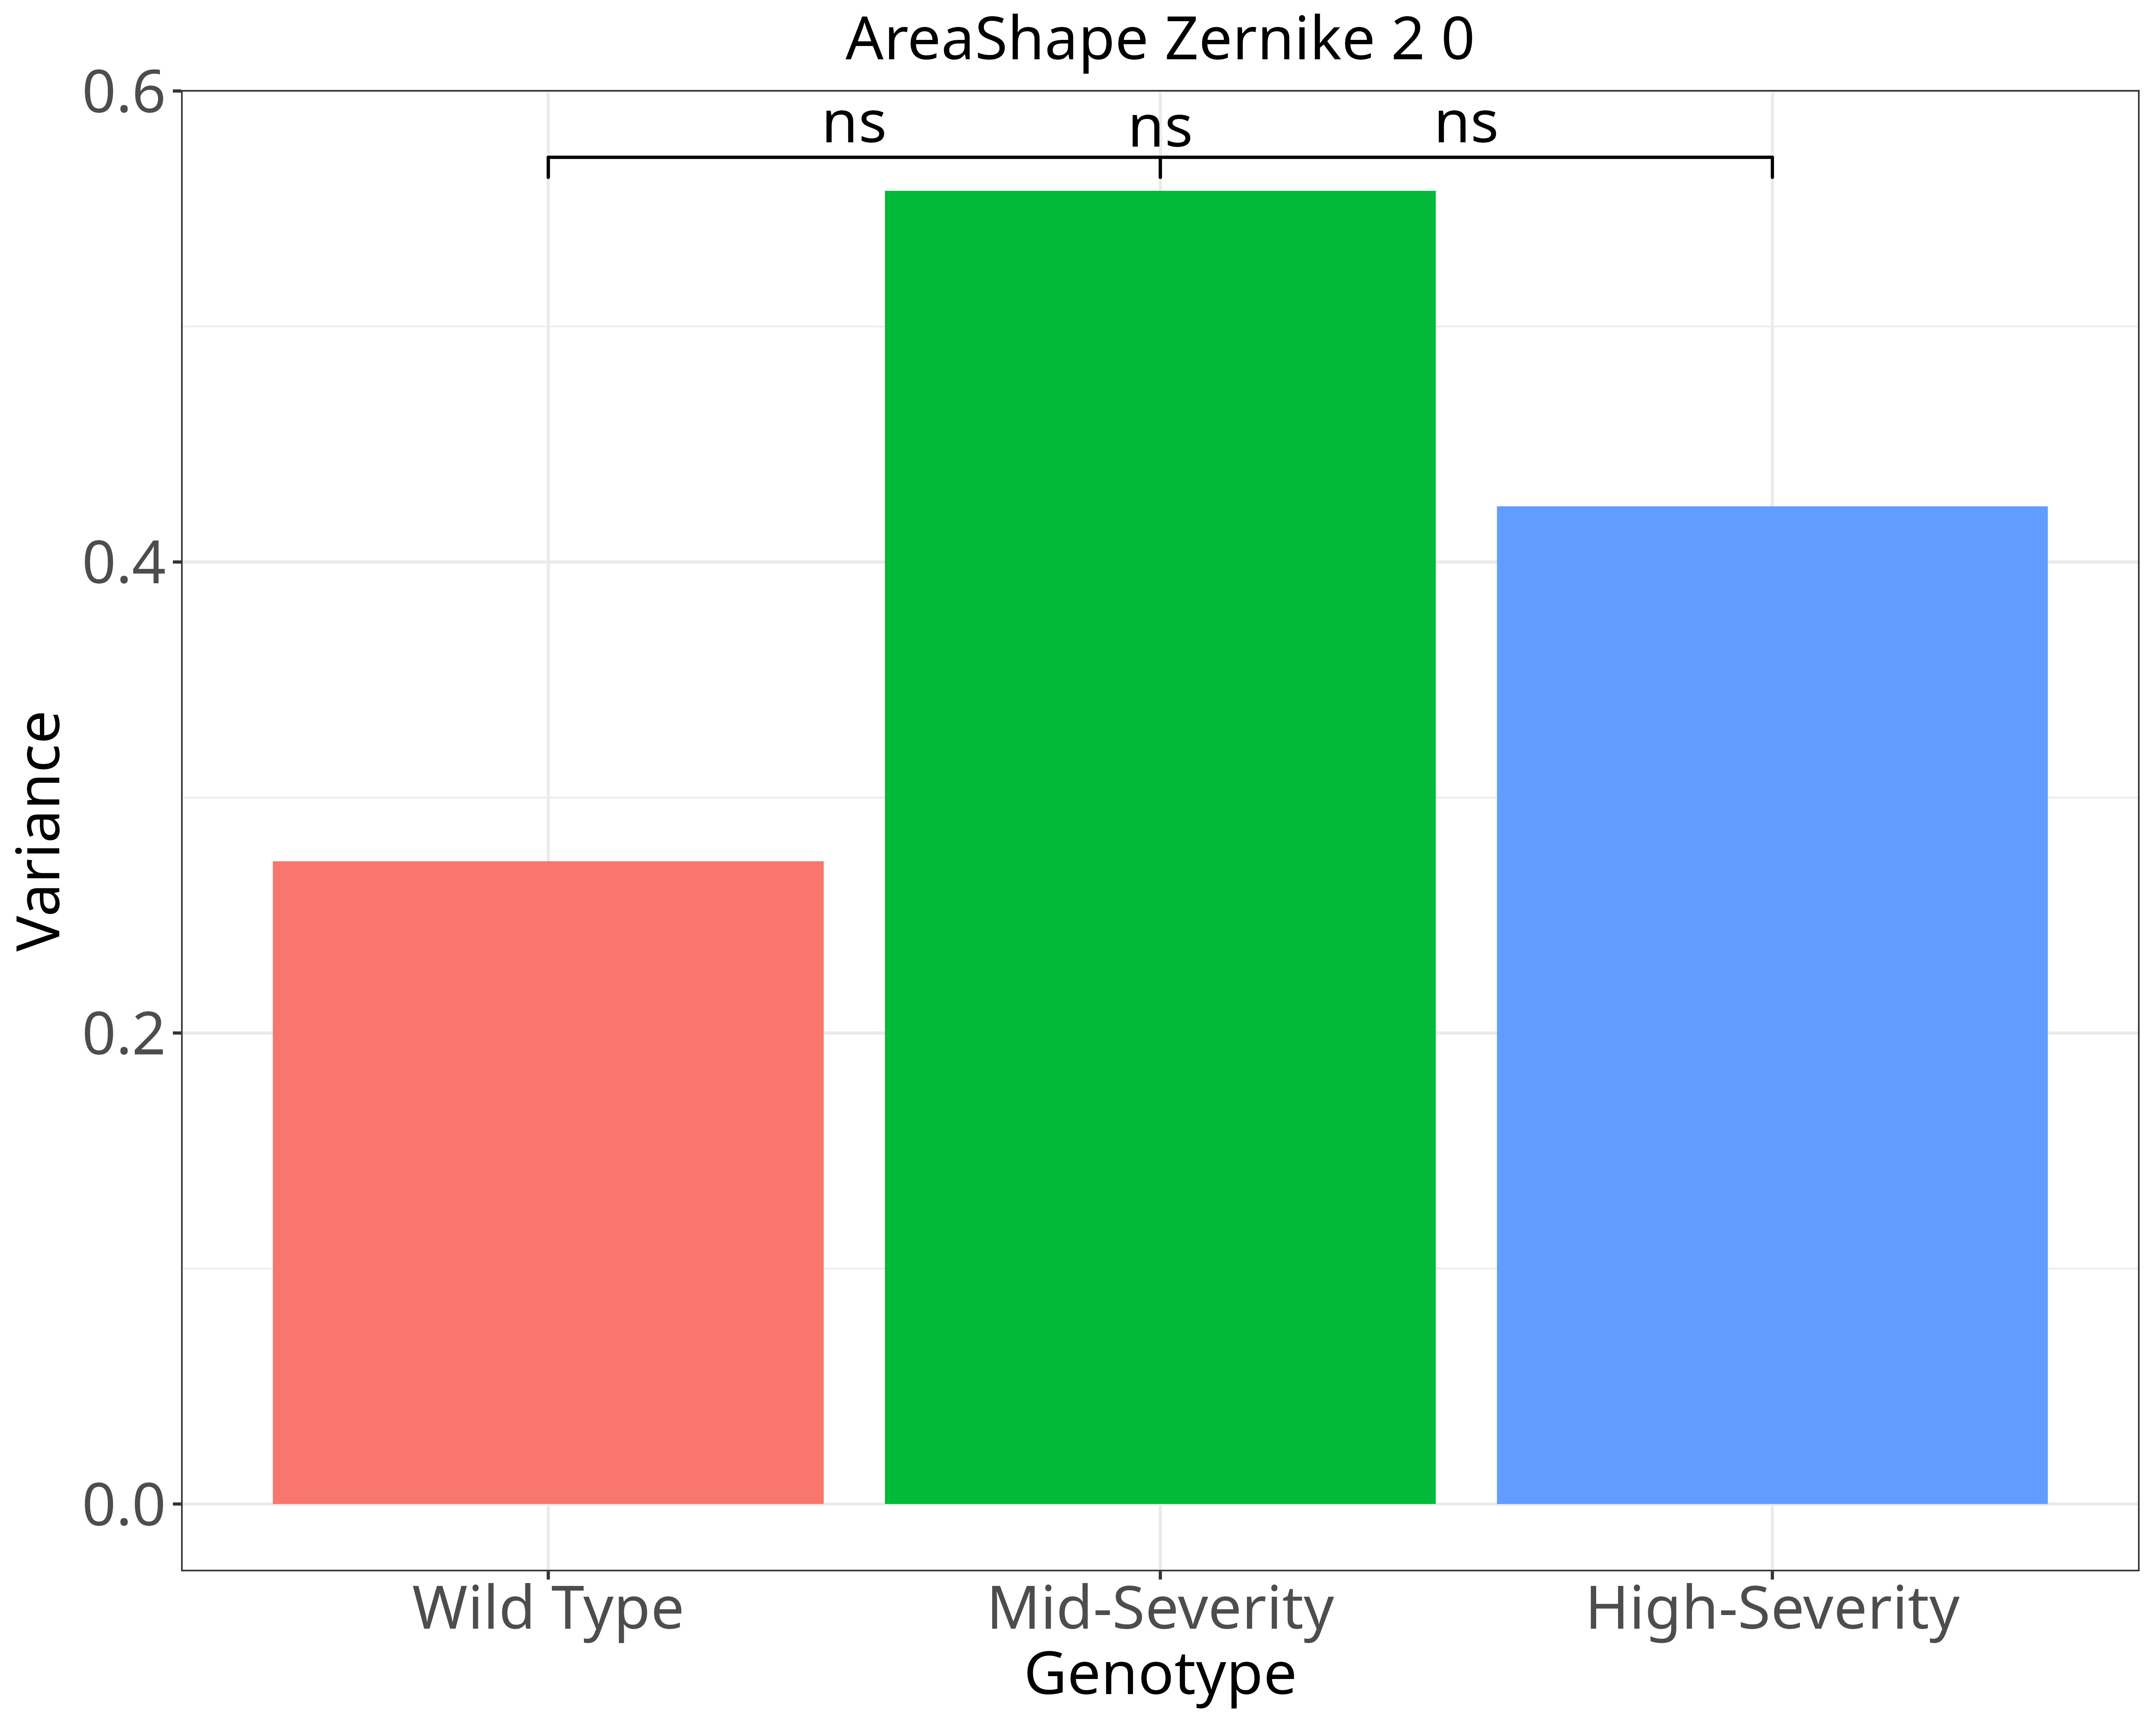 AreaShape Zernike 2 0
ns ns ns
0.6
0.4
0.2
0.0
Variance
Wild Type Mid-Severity High-Severity
Genotype